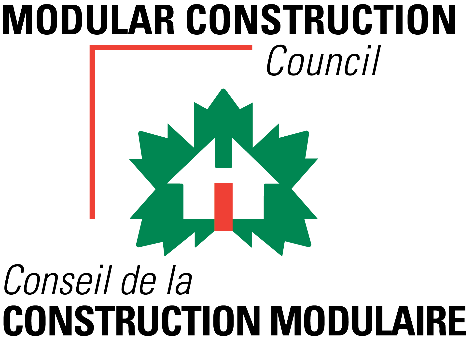 MODULAR CONSTRUCTION
Council
Conseil de la
CONSTRUCTION MODULAIRE